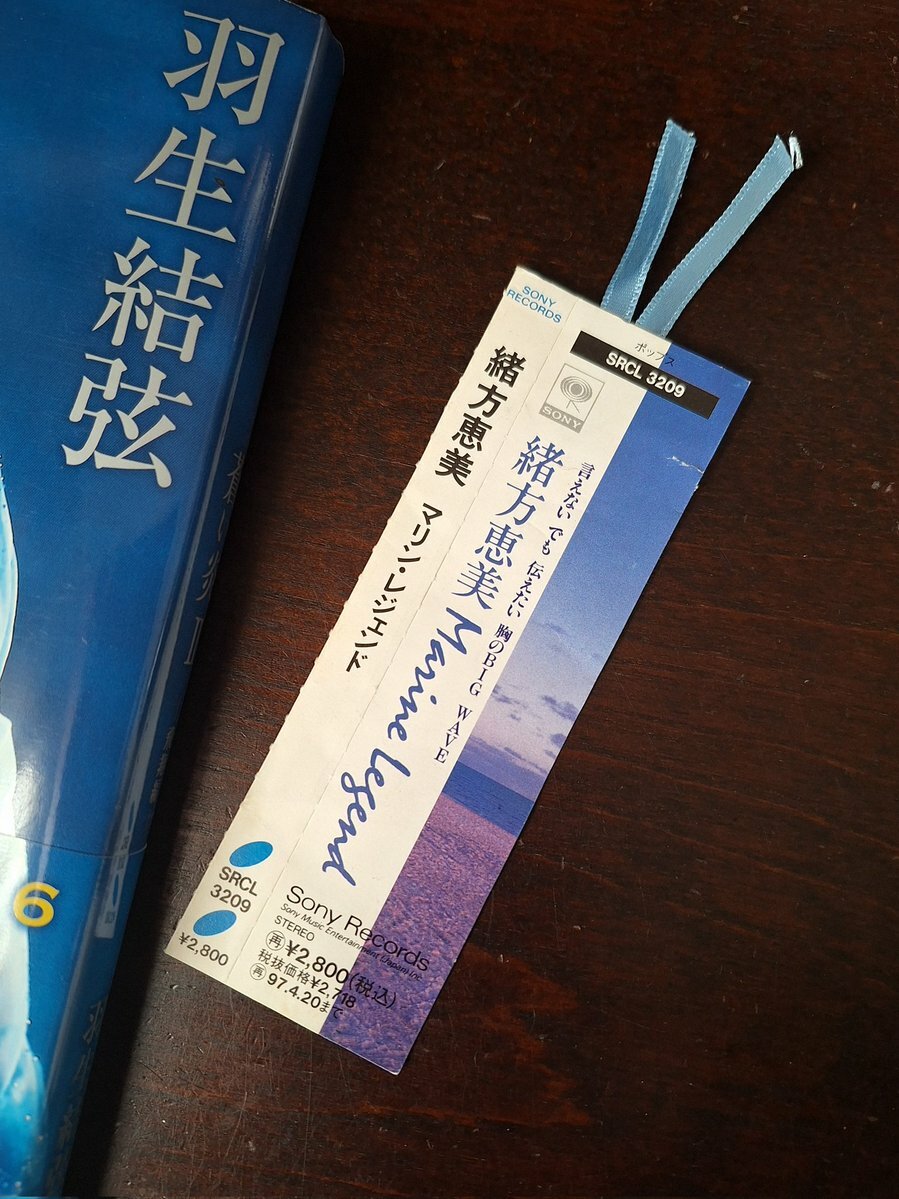 羽生結弦
6
SONY
RECORDS
緒方恵美 マリン・レジェンド
SRCL
3209
¥2,800
ポップス
SRCL 3209
SONY
言えない でも 伝えたい 胸のBIG WAVE
緒方恵美 Marine Legend
Sony Records
Sony Music Entertainment (Japan) Inc.
STEREO
再 ¥2,800(税込)
税抜価格¥2,718
再 97.4.20まで